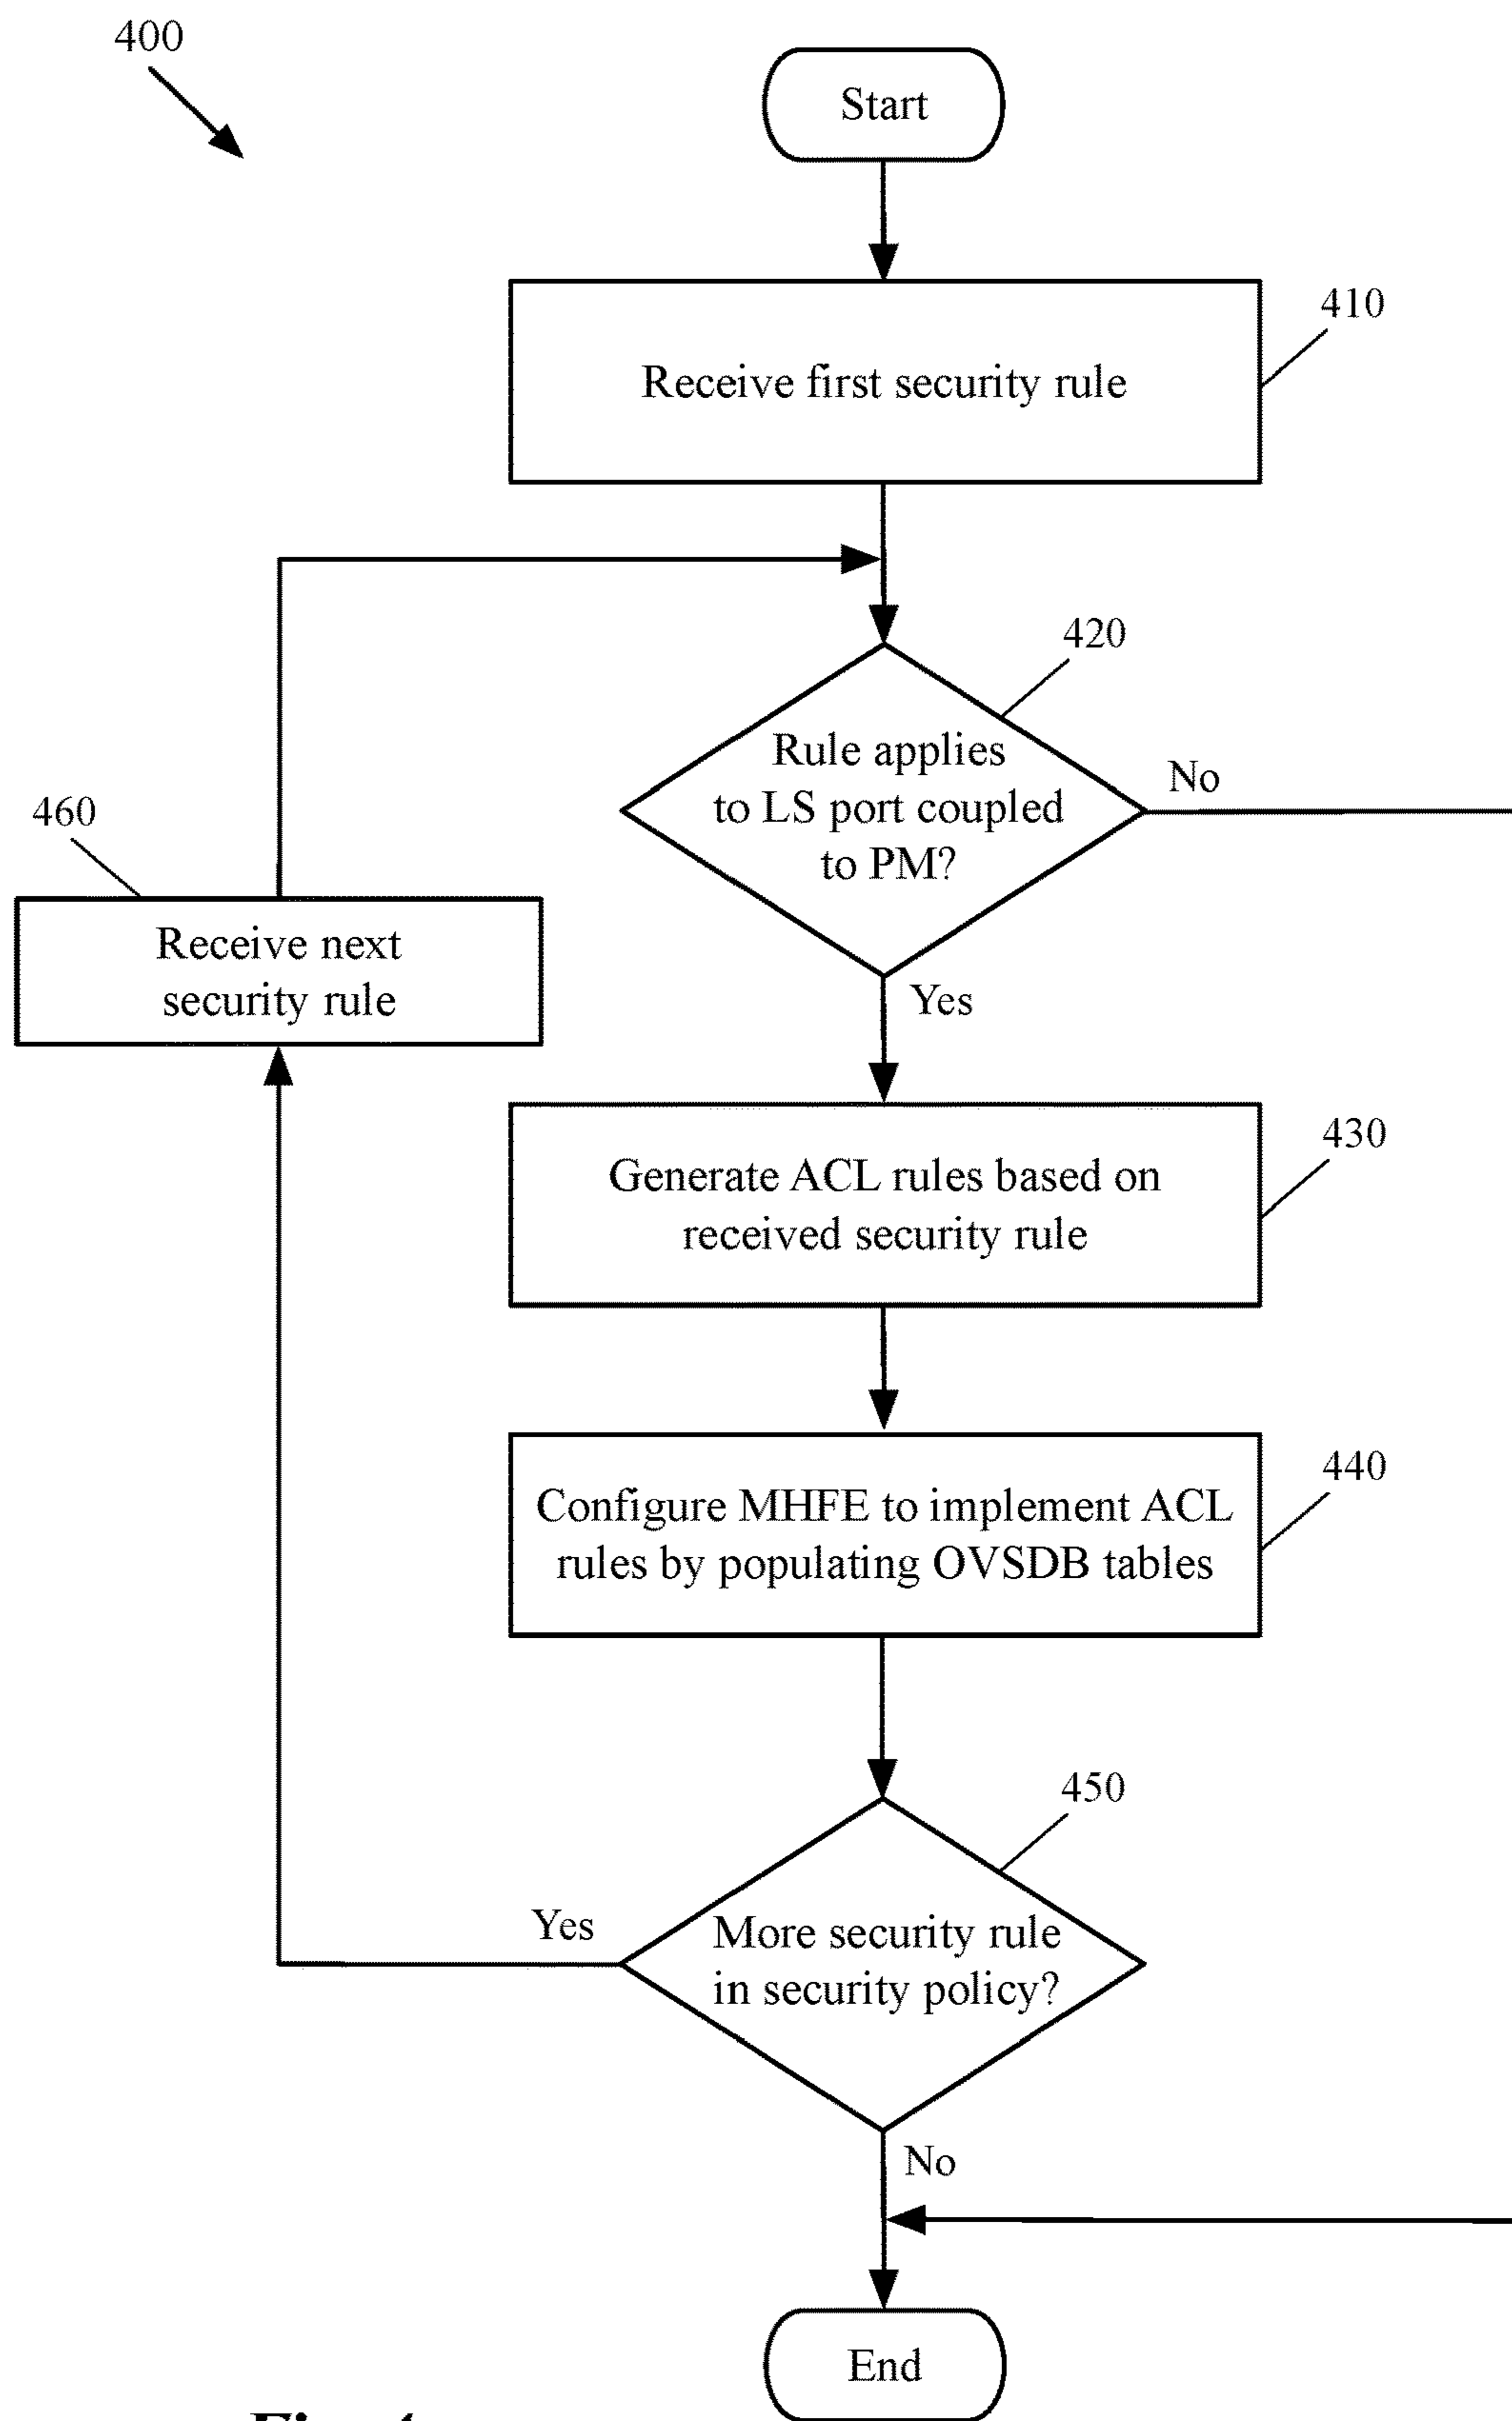 400
Start
410
Receive first security rule
420
Rule applies
to LS port coupled
to PM?
No
460
Receive next
security rule
Yes
430
Generate ACL rules based on
received security rule
440
Configure MHFE to implement ACL
rules by populating OVSDB tables
450
Yes
More security rule
in security policy?
No
End